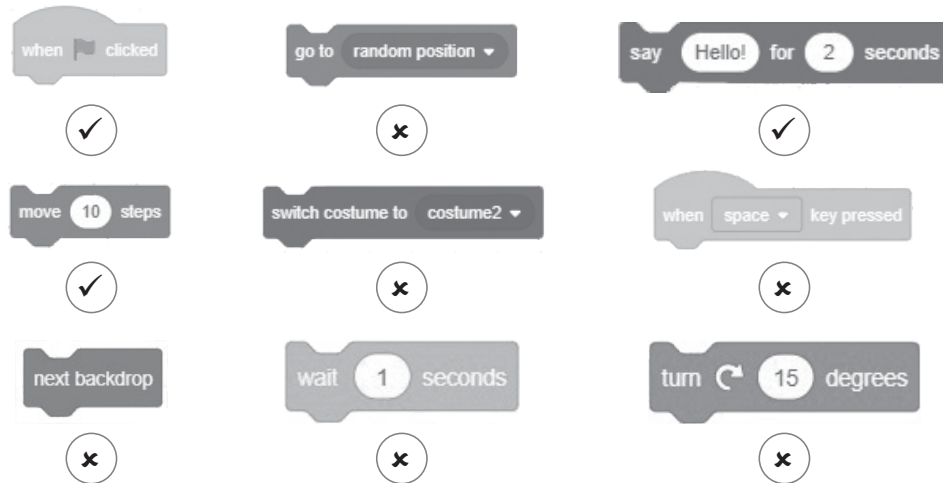 when clicked
go to random position
say Hello! for 2 seconds
✓
✗
✓
move 10 steps
switch costume to costume2
when space key pressed
✓
✗
✗
next backdrop
wait 1 seconds
turn 15 degrees
✗
✗
✗